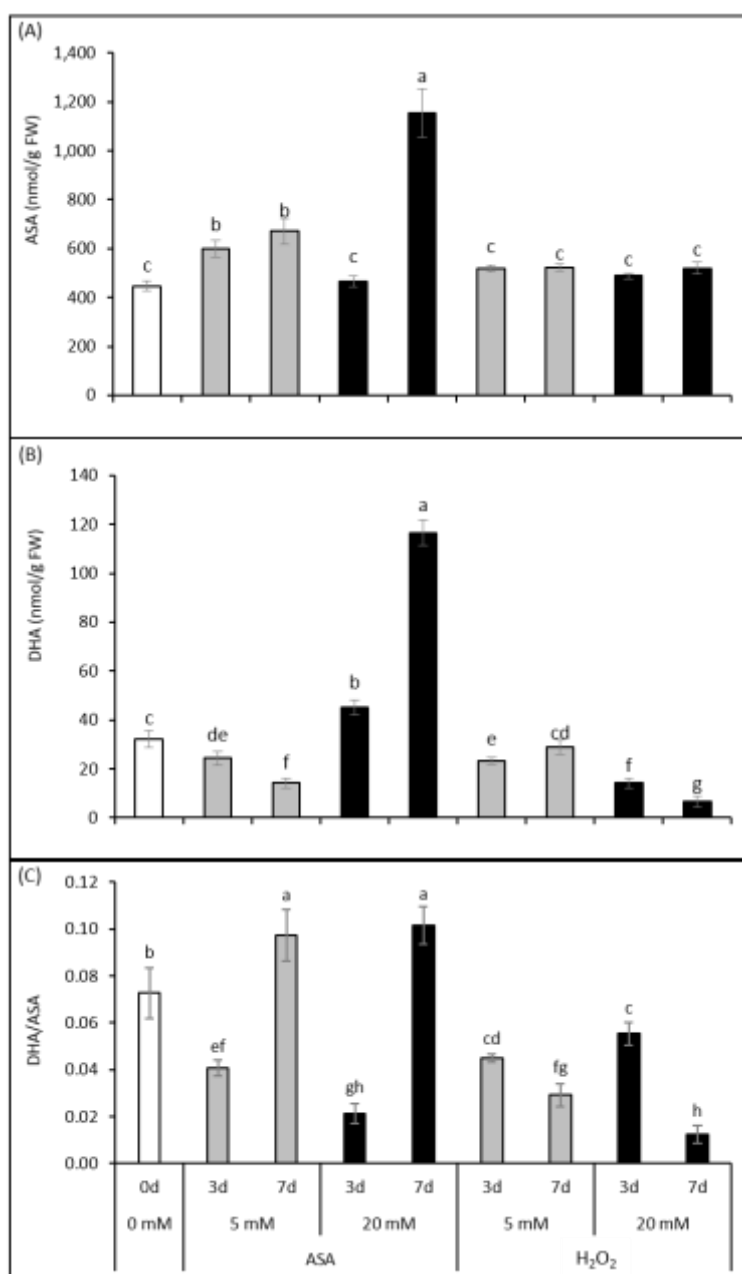 (A)
1,400
1,200
1,000
800
600
400
200
0
ASA (nmol/g FW)
c
b
b
c
a
c
c
c
c
(B)
140
120
100
80
60
40
20
0
DHA (nmol/g FW)
c
de
f
b
a
e
cd
f
g
(C)
0.12
0.10
0.08
0.06
0.04
0.02
0.00
DHA/ASA
b
ef
a
gh
a
cd
fg
c
h
0d 3d 7d 3d 7d 3d 7d 3d 7d
0 mM 5 mM 20 mM 5 mM 20 mM
ASA H₂O₂